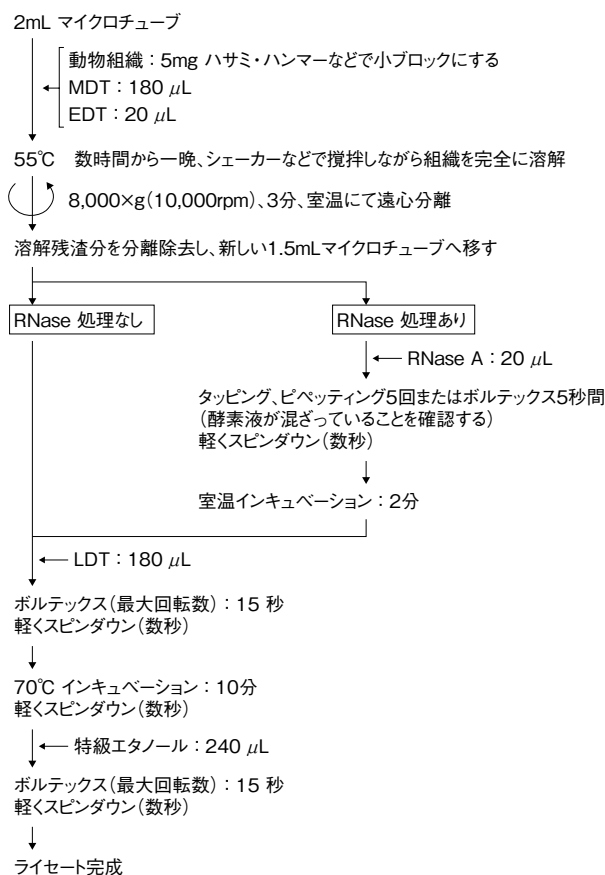 2mL マイクロチューブ
動物組織：5mg ハサミ・ハンマーなどで小ブロックにする
MDT：180 μL
EDT：20 μL
55℃　数時間から一晩、シェーカーなどで撹拌しながら組織を完全に溶解
8,000×g（10,000rpm）、3分、室温にて遠心分離
溶解残渣分を分離除去し、新しい1.5mLマイクロチューブへ移す
RNase 処理なし
RNase 処理あり
RNase A：20 μL
タッピング、ピペッティング5回またはボルテックス5秒間
（酵素液が混ざっていることを確認する）
軽くスピンダウン（数秒）
室温インキュベーション：2分
LDT：180 μL
ボルテックス（最大回転数）：15 秒
軽くスピンダウン（数秒）
70℃ インキュベーション：10分
軽くスピンダウン（数秒）
特級エタノール：240 μL
ボルテックス（最大回転数）：15 秒
軽くスピンダウン（数秒）
ライセート完成